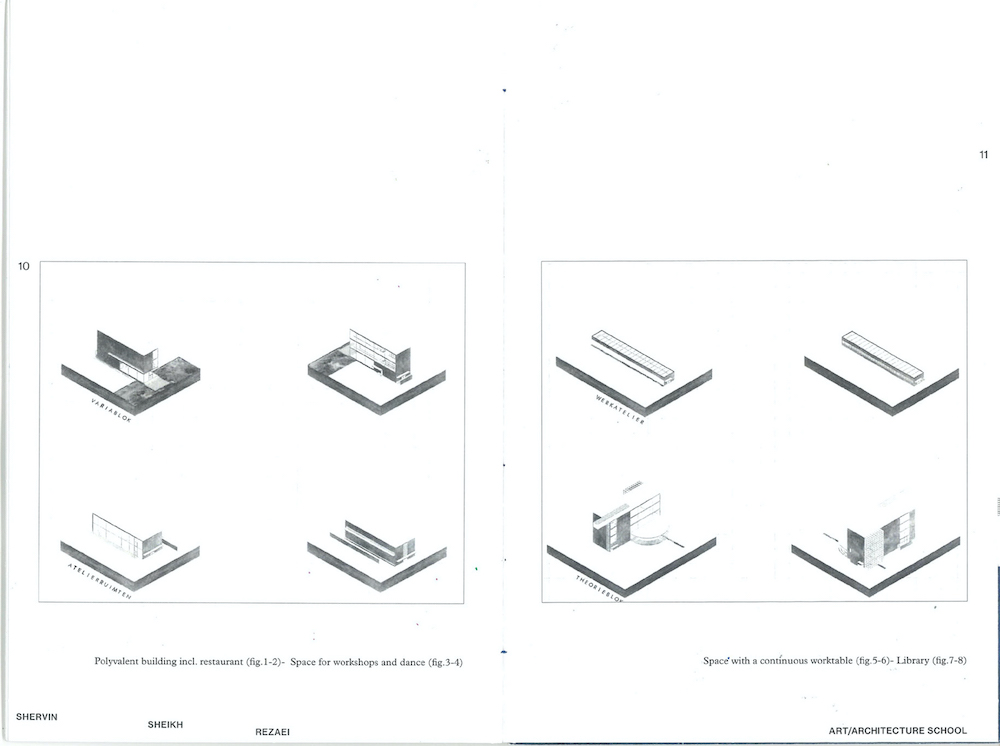 10
VARIABLOK
ATELIERRUIMTEN
Polyvalent building incl. restaurant (fig.1-2)- Space for workshops and dance (fig.3-4)
SHERVIN
SHEIKH
REZAEI
11
WERKATELIER
THEORIEBLOK
Space with a continuous worktable (fig.5-6)- Library (fig.7-8)
ART/ARCHITECTURE SCHOOL